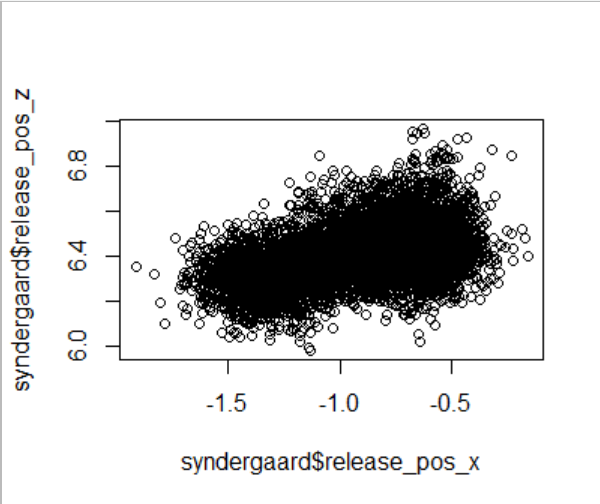 syndergaard$release_pos_z
6.8
6.4
6.0
-1.5 -1.0 -0.5
syndergaard$release_pos_x